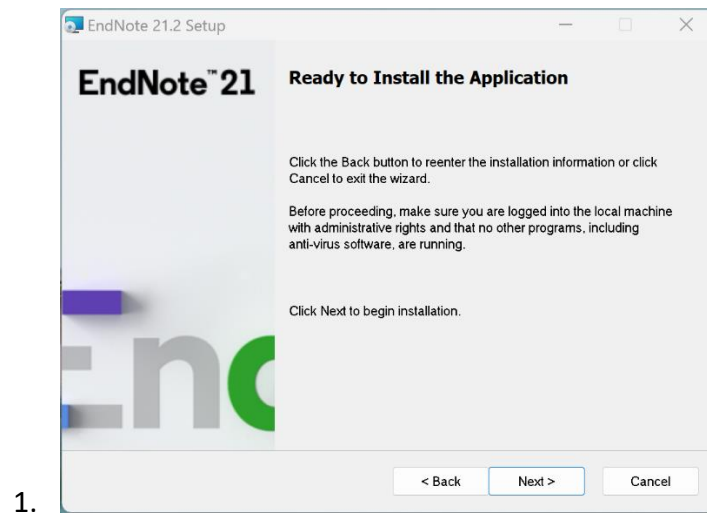 EndNote 21.2 Setup
EndNote™21
Ready to Install the Application
Click the Back button to reenter the installation information or click
Cancel to exit the wizard.
Before proceeding, make sure you are logged into the local machine
with administrative rights and that no other programs, including
anti-virus software, are running.
Click Next to begin installation.
End
< Back
Next >
Cancel
1.